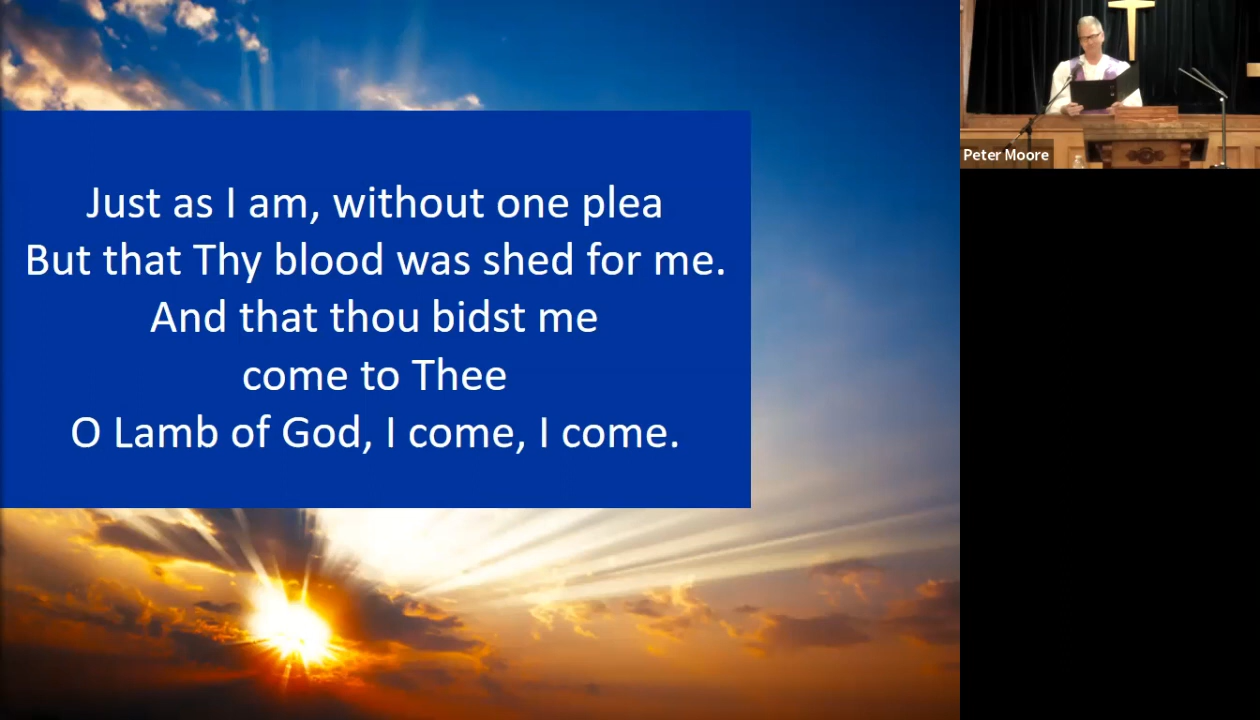 Just as I am, without one plea
But that Thy blood was shed for me.
And that thou bidst me
come to Thee
O Lamb of God, I come, I come.
Peter Moore